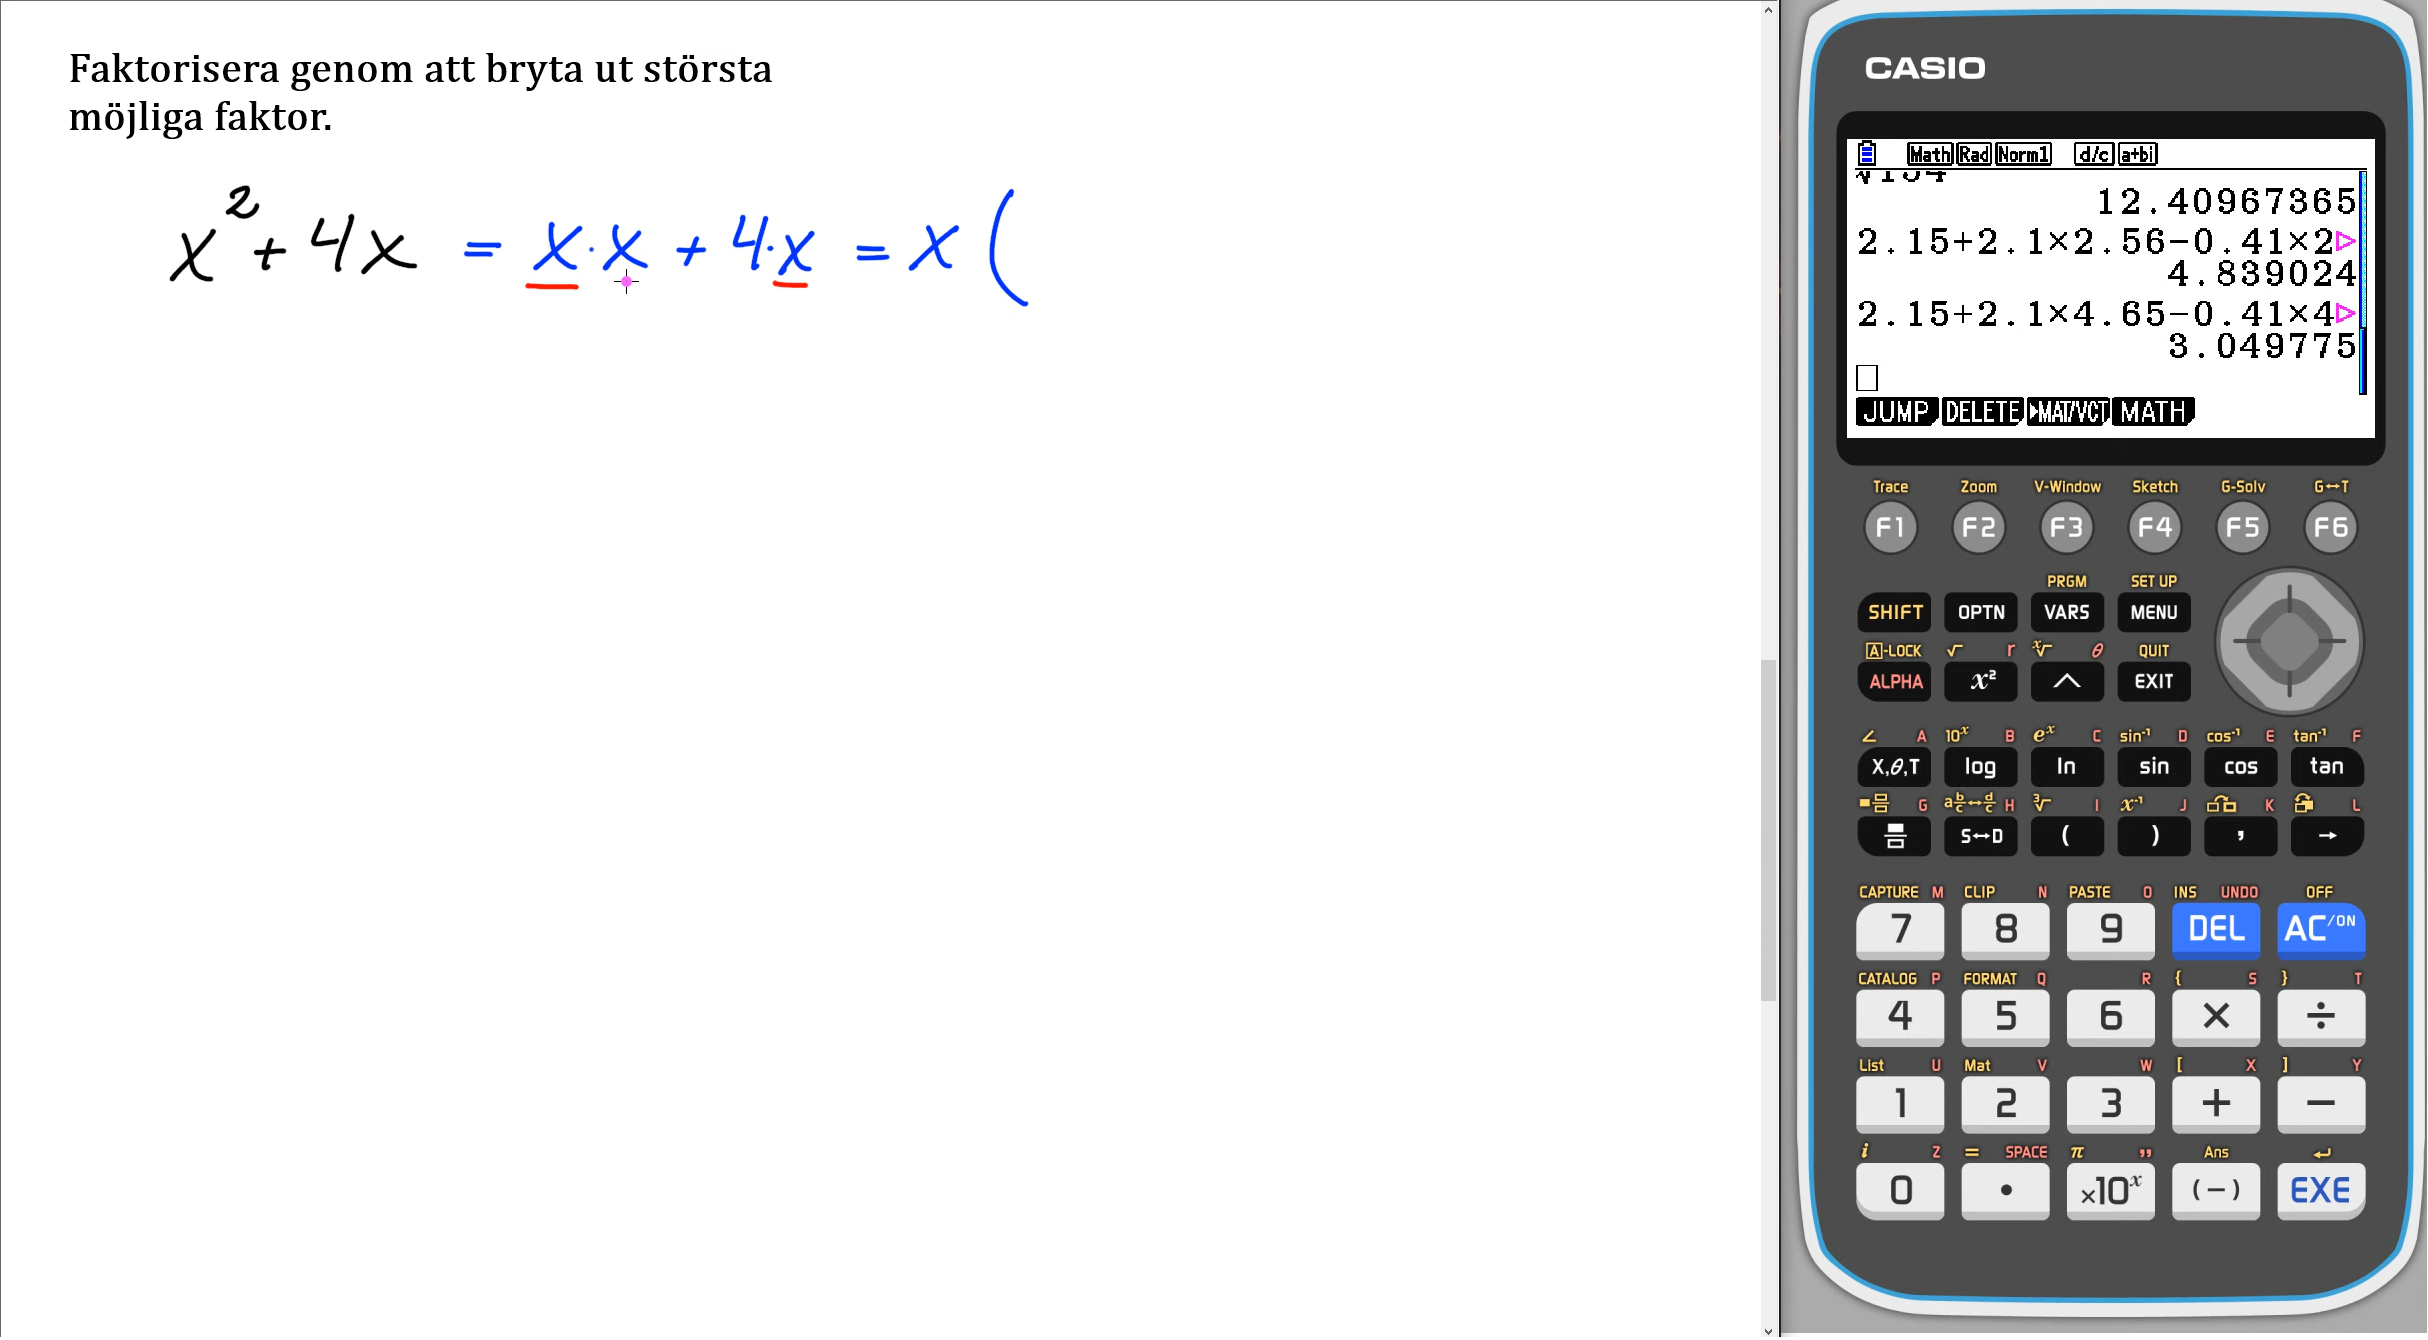 Faktorisera genom att bryta ut största
möjliga faktor.
x² + 4x = x·x + 4·x = x (
CASIO
Math Rad Norm1 d/c a+bi
12.40967365
2.15+2.1×2.56−0.41×2
4.839024
2.15+2.1×4.65−0.41×4
3.049775
JUMP DELETE ▸MAT/VCT MATH
Trace Zoom V-Window Sketch G-Solv G↔T
F1 F2 F3 F4 F5 F6
PRGM SET UP
SHIFT OPTN VARS MENU
A-LOCK √ r ˣ√ θ QUIT
ALPHA x² ^ EXIT
∠ A 10ˣ B eˣ C sin⁻¹ D cos⁻¹ E tan⁻¹ F
X,θ,T log ln sin cos tan
G a b/c↔d/c H ³√ I x⁻¹ J K L
S↔D ( ) , →
CAPTURE M CLIP N PASTE O INS UNDO OFF
7 8 9 DEL AC/ON
CATALOG P FORMAT Q R { S } T
4 5 6 × ÷
List U Mat V W [ X ] Y
1 2 3 + −
i Z = SPACE π " Ans ↵
0 • ×10ˣ (−) EXE